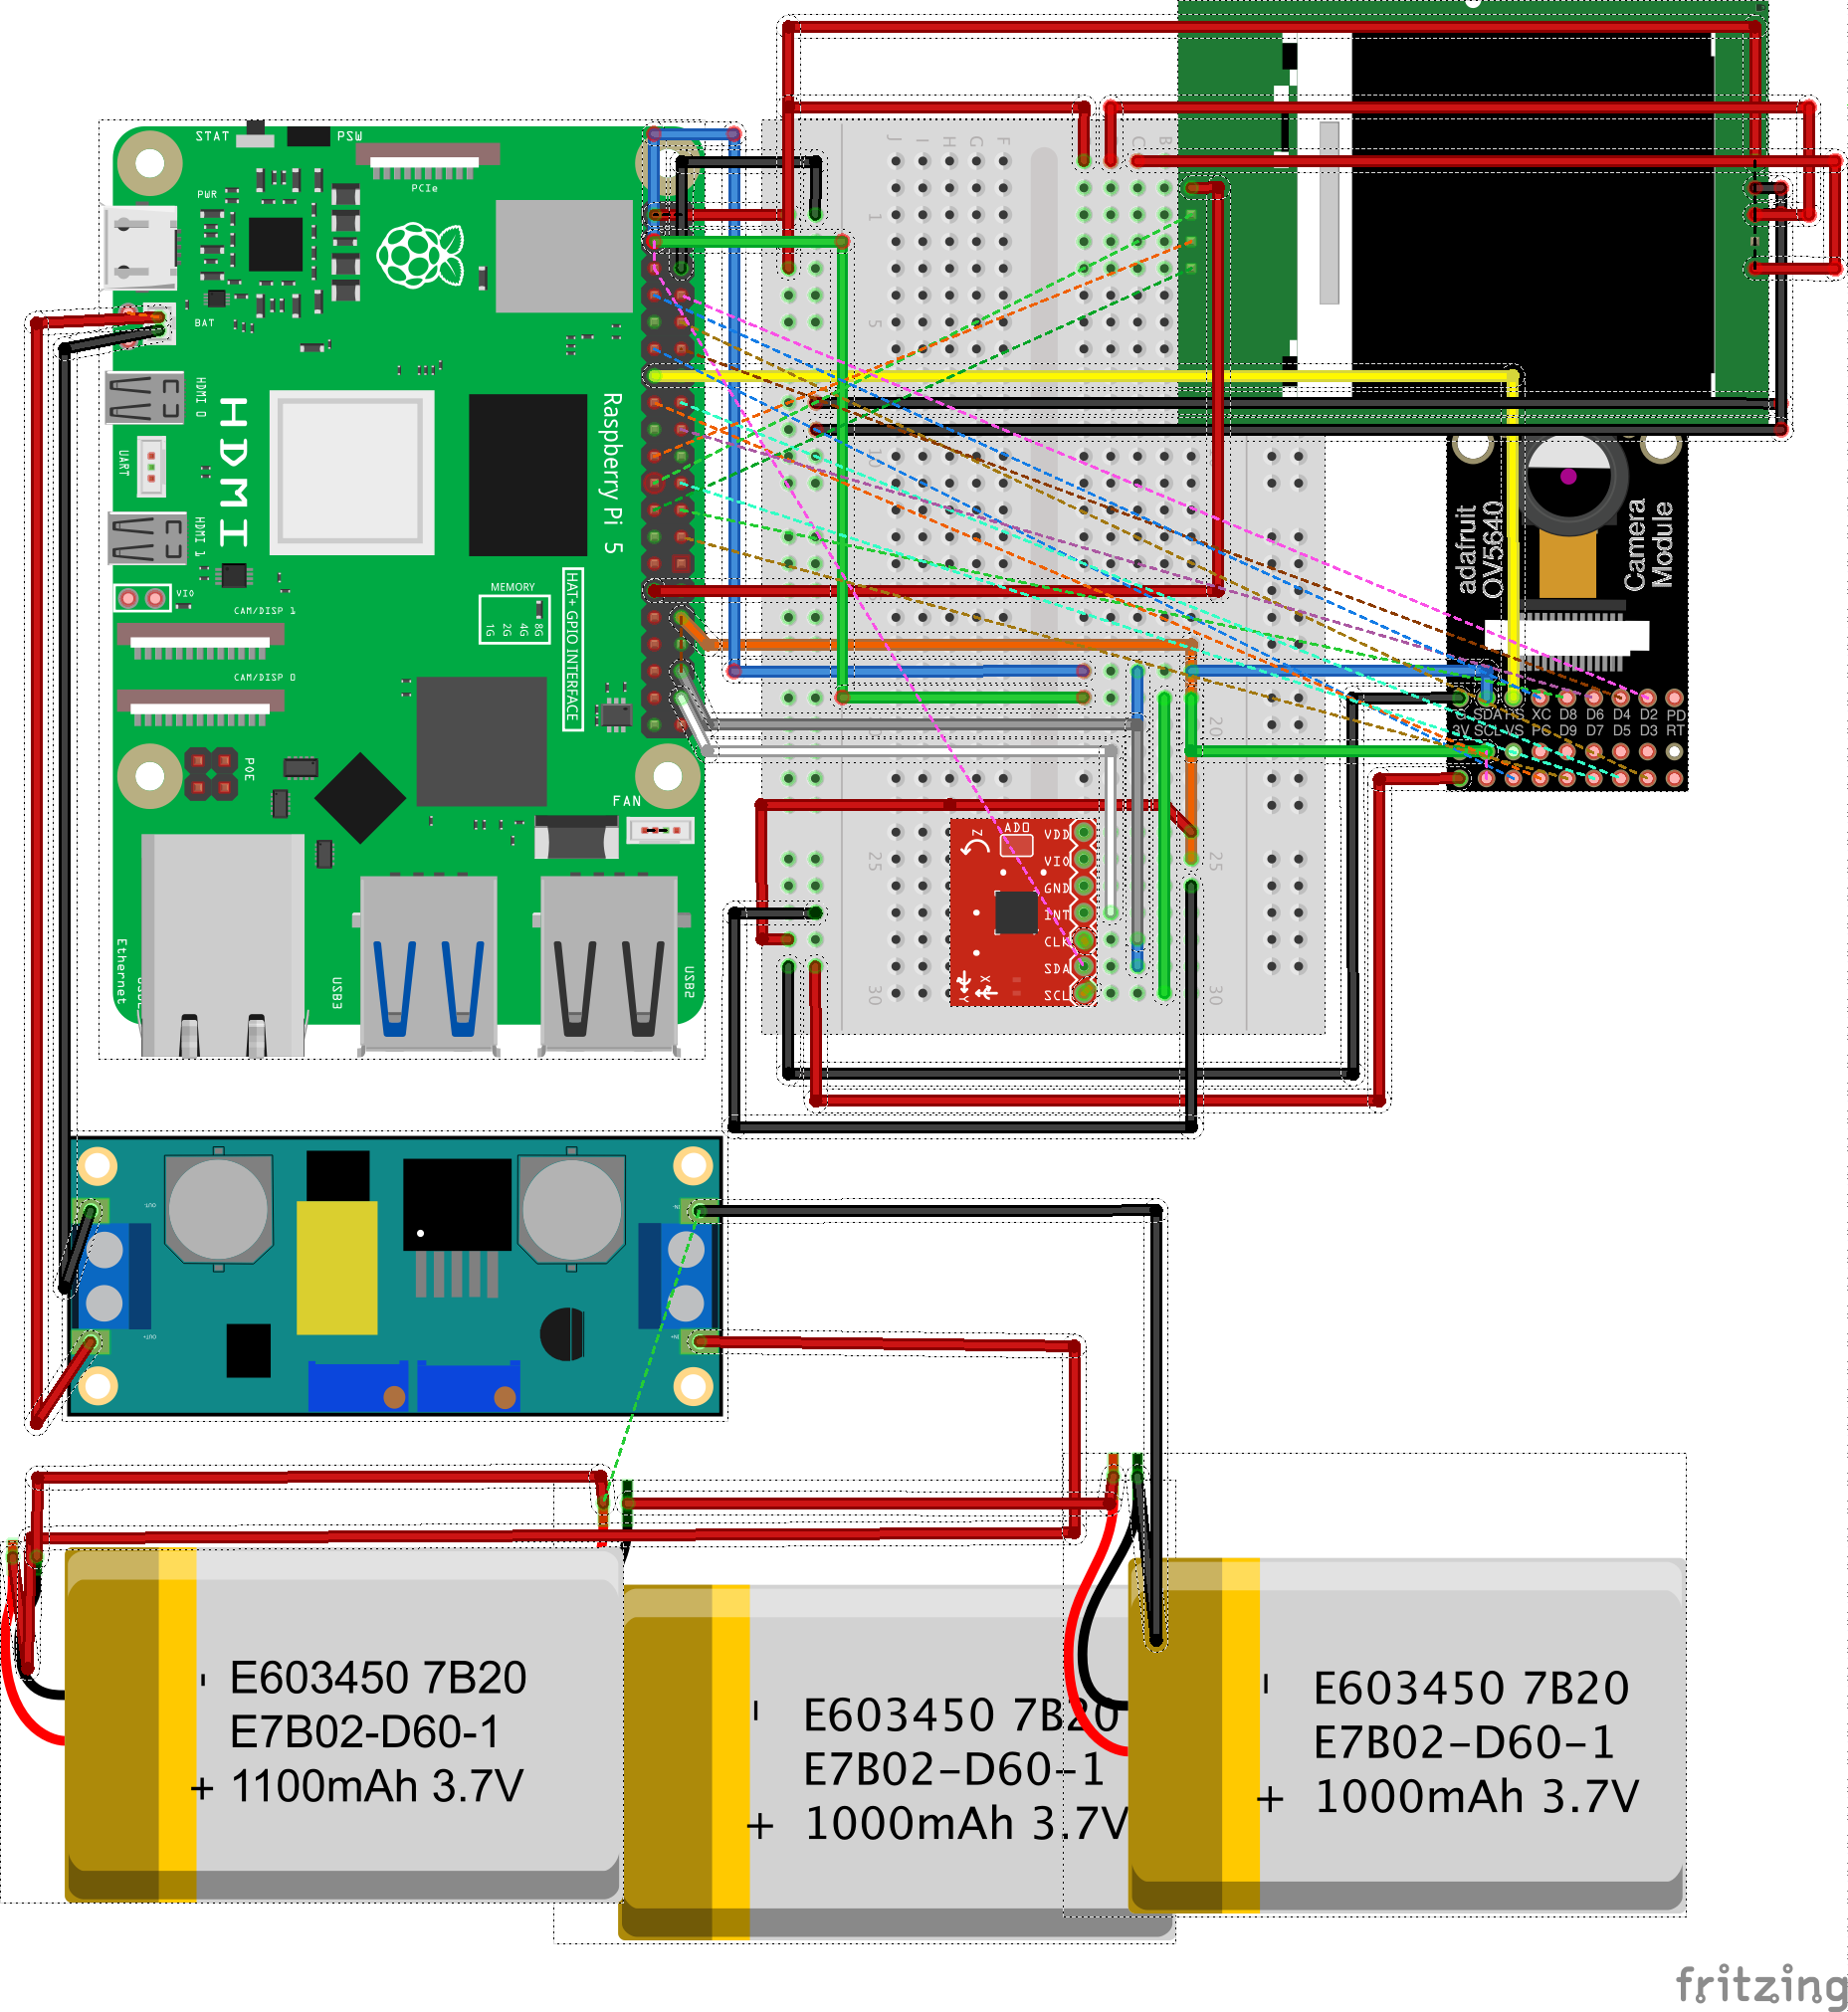 STAT
PSW
PCIe
PWR
BAT
J I H G F
C B
1
5
10
20
25 25
30 30
HDMI 0
HDMI
UART
HDMI 1
VIO
Raspberry Pi 5
MEMORY
1G 2G 4G 8G
HAT+ GPIO INTERFACE
CAM/DISP 1
CAM/DISP 0
POE
FAN
Ethernet
USB3
USB2
adafruit
OV5640
Camera
Module
SDA XC D8 D6 D4 D2 PD
SCL VS PC D9 D7 D5 D3 RT
AD0
Z
VDD
VIO
GND
INT
CLK
SDA
SCL
X
Y
E603450 7B20
E7B02-D60-1
+ 1100mAh 3.7V
E603450 7B20
E7B02-D60-1
+ 1000mAh 3.7V
E603450 7B20
E7B02-D60-1
+ 1000mAh 3.7V
fritzing